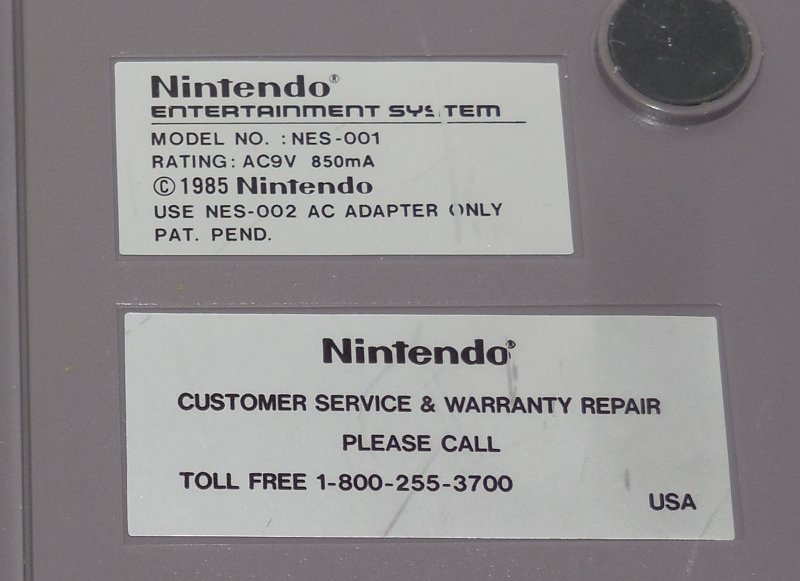 Nintendo®
ENTERTAINMENT SYSTEM
MODEL NO. : NES-001
RATING: AC9V 850mA
© 1985 Nintendo
USE NES-002 AC ADAPTER ONLY
PAT. PEND.
Nintendo®
CUSTOMER SERVICE & WARRANTY REPAIR
PLEASE CALL
TOLL FREE 1-800-255-3700
USA